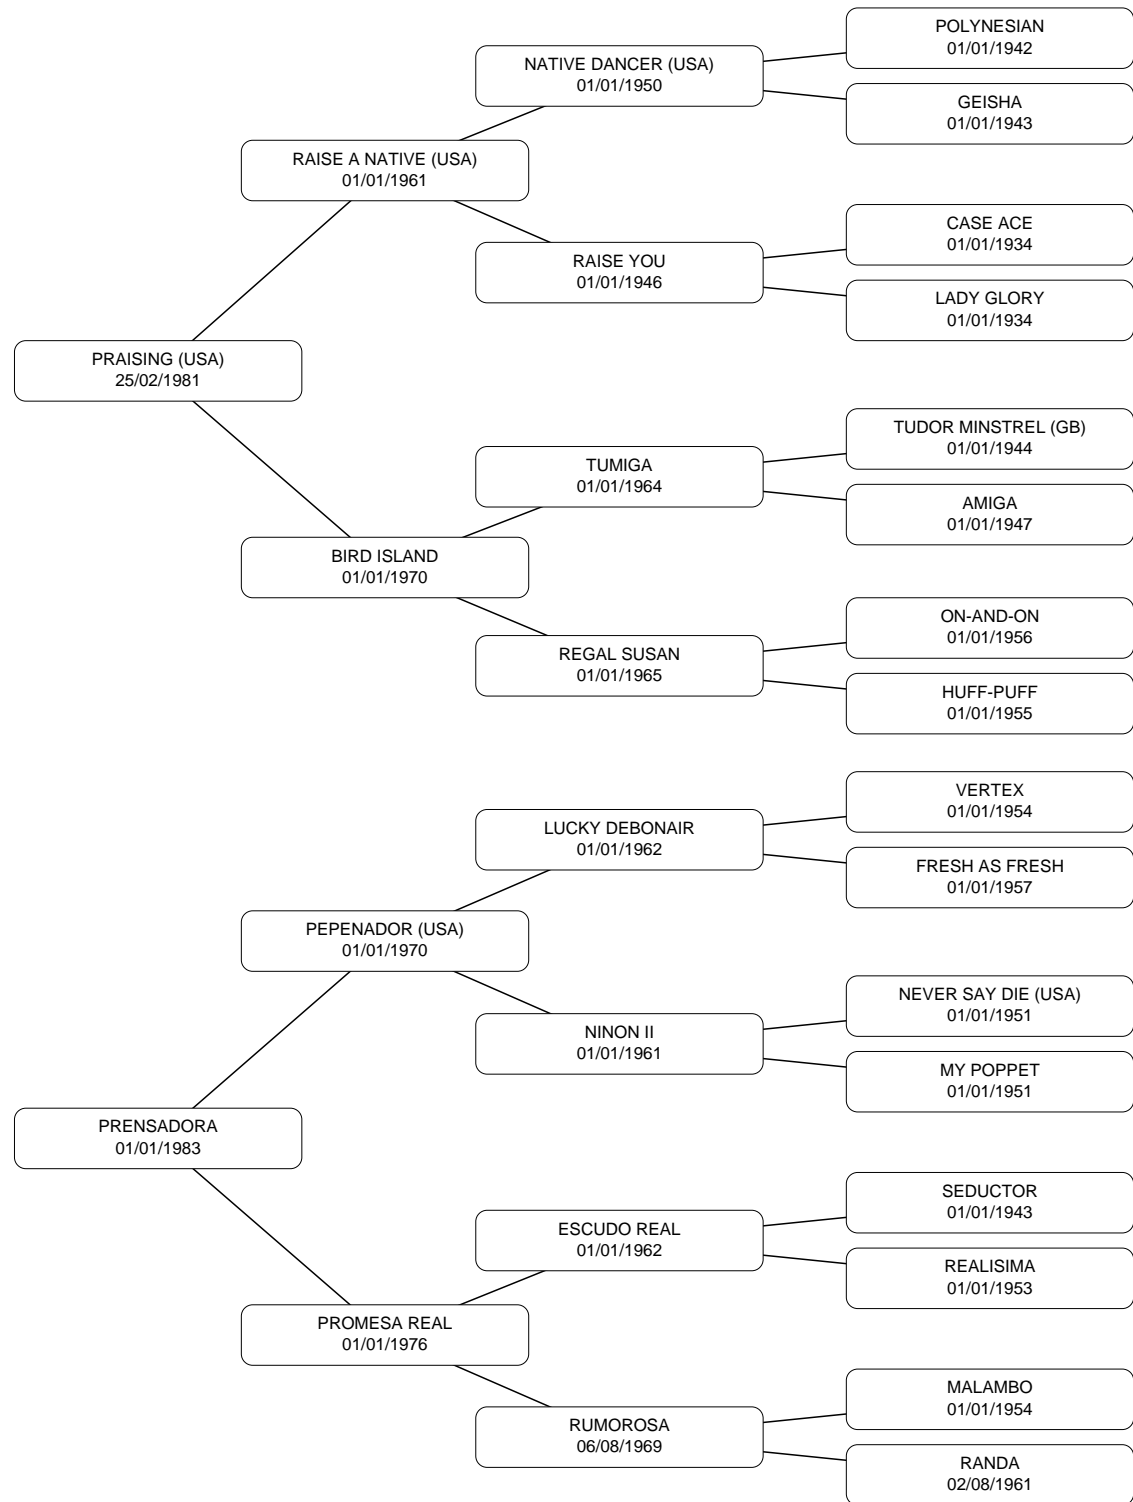 POLYNESIAN
01/01/1942
NATIVE DANCER (USA)
01/01/1950
GEISHA
01/01/1943
RAISE A NATIVE (USA)
01/01/1961
CASE ACE
01/01/1934
RAISE YOU
01/01/1946
LADY GLORY
01/01/1934
PRAISING (USA)
25/02/1981
TUDOR MINSTREL (GB)
01/01/1944
TUMIGA
01/01/1964
AMIGA
01/01/1947
BIRD ISLAND
01/01/1970
ON-AND-ON
01/01/1956
REGAL SUSAN
01/01/1965
HUFF-PUFF
01/01/1955
VERTEX
01/01/1954
LUCKY DEBONAIR
01/01/1962
FRESH AS FRESH
01/01/1957
PEPENADOR (USA)
01/01/1970
NEVER SAY DIE (USA)
01/01/1951
NINON II
01/01/1961
MY POPPET
01/01/1951
PRENSADORA
01/01/1983
SEDUCTOR
01/01/1943
ESCUDO REAL
01/01/1962
REALISIMA
01/01/1953
PROMESA REAL
01/01/1976
MALAMBO
01/01/1954
RUMOROSA
06/08/1969
RANDA
02/08/1961